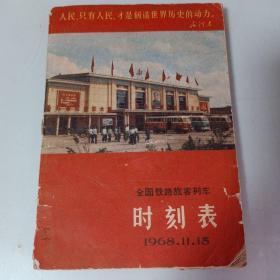 人民,只有人民,才是创造世界历史的动力。
毛泽东
全国铁路旅客列车
时刻表
1968.11.15